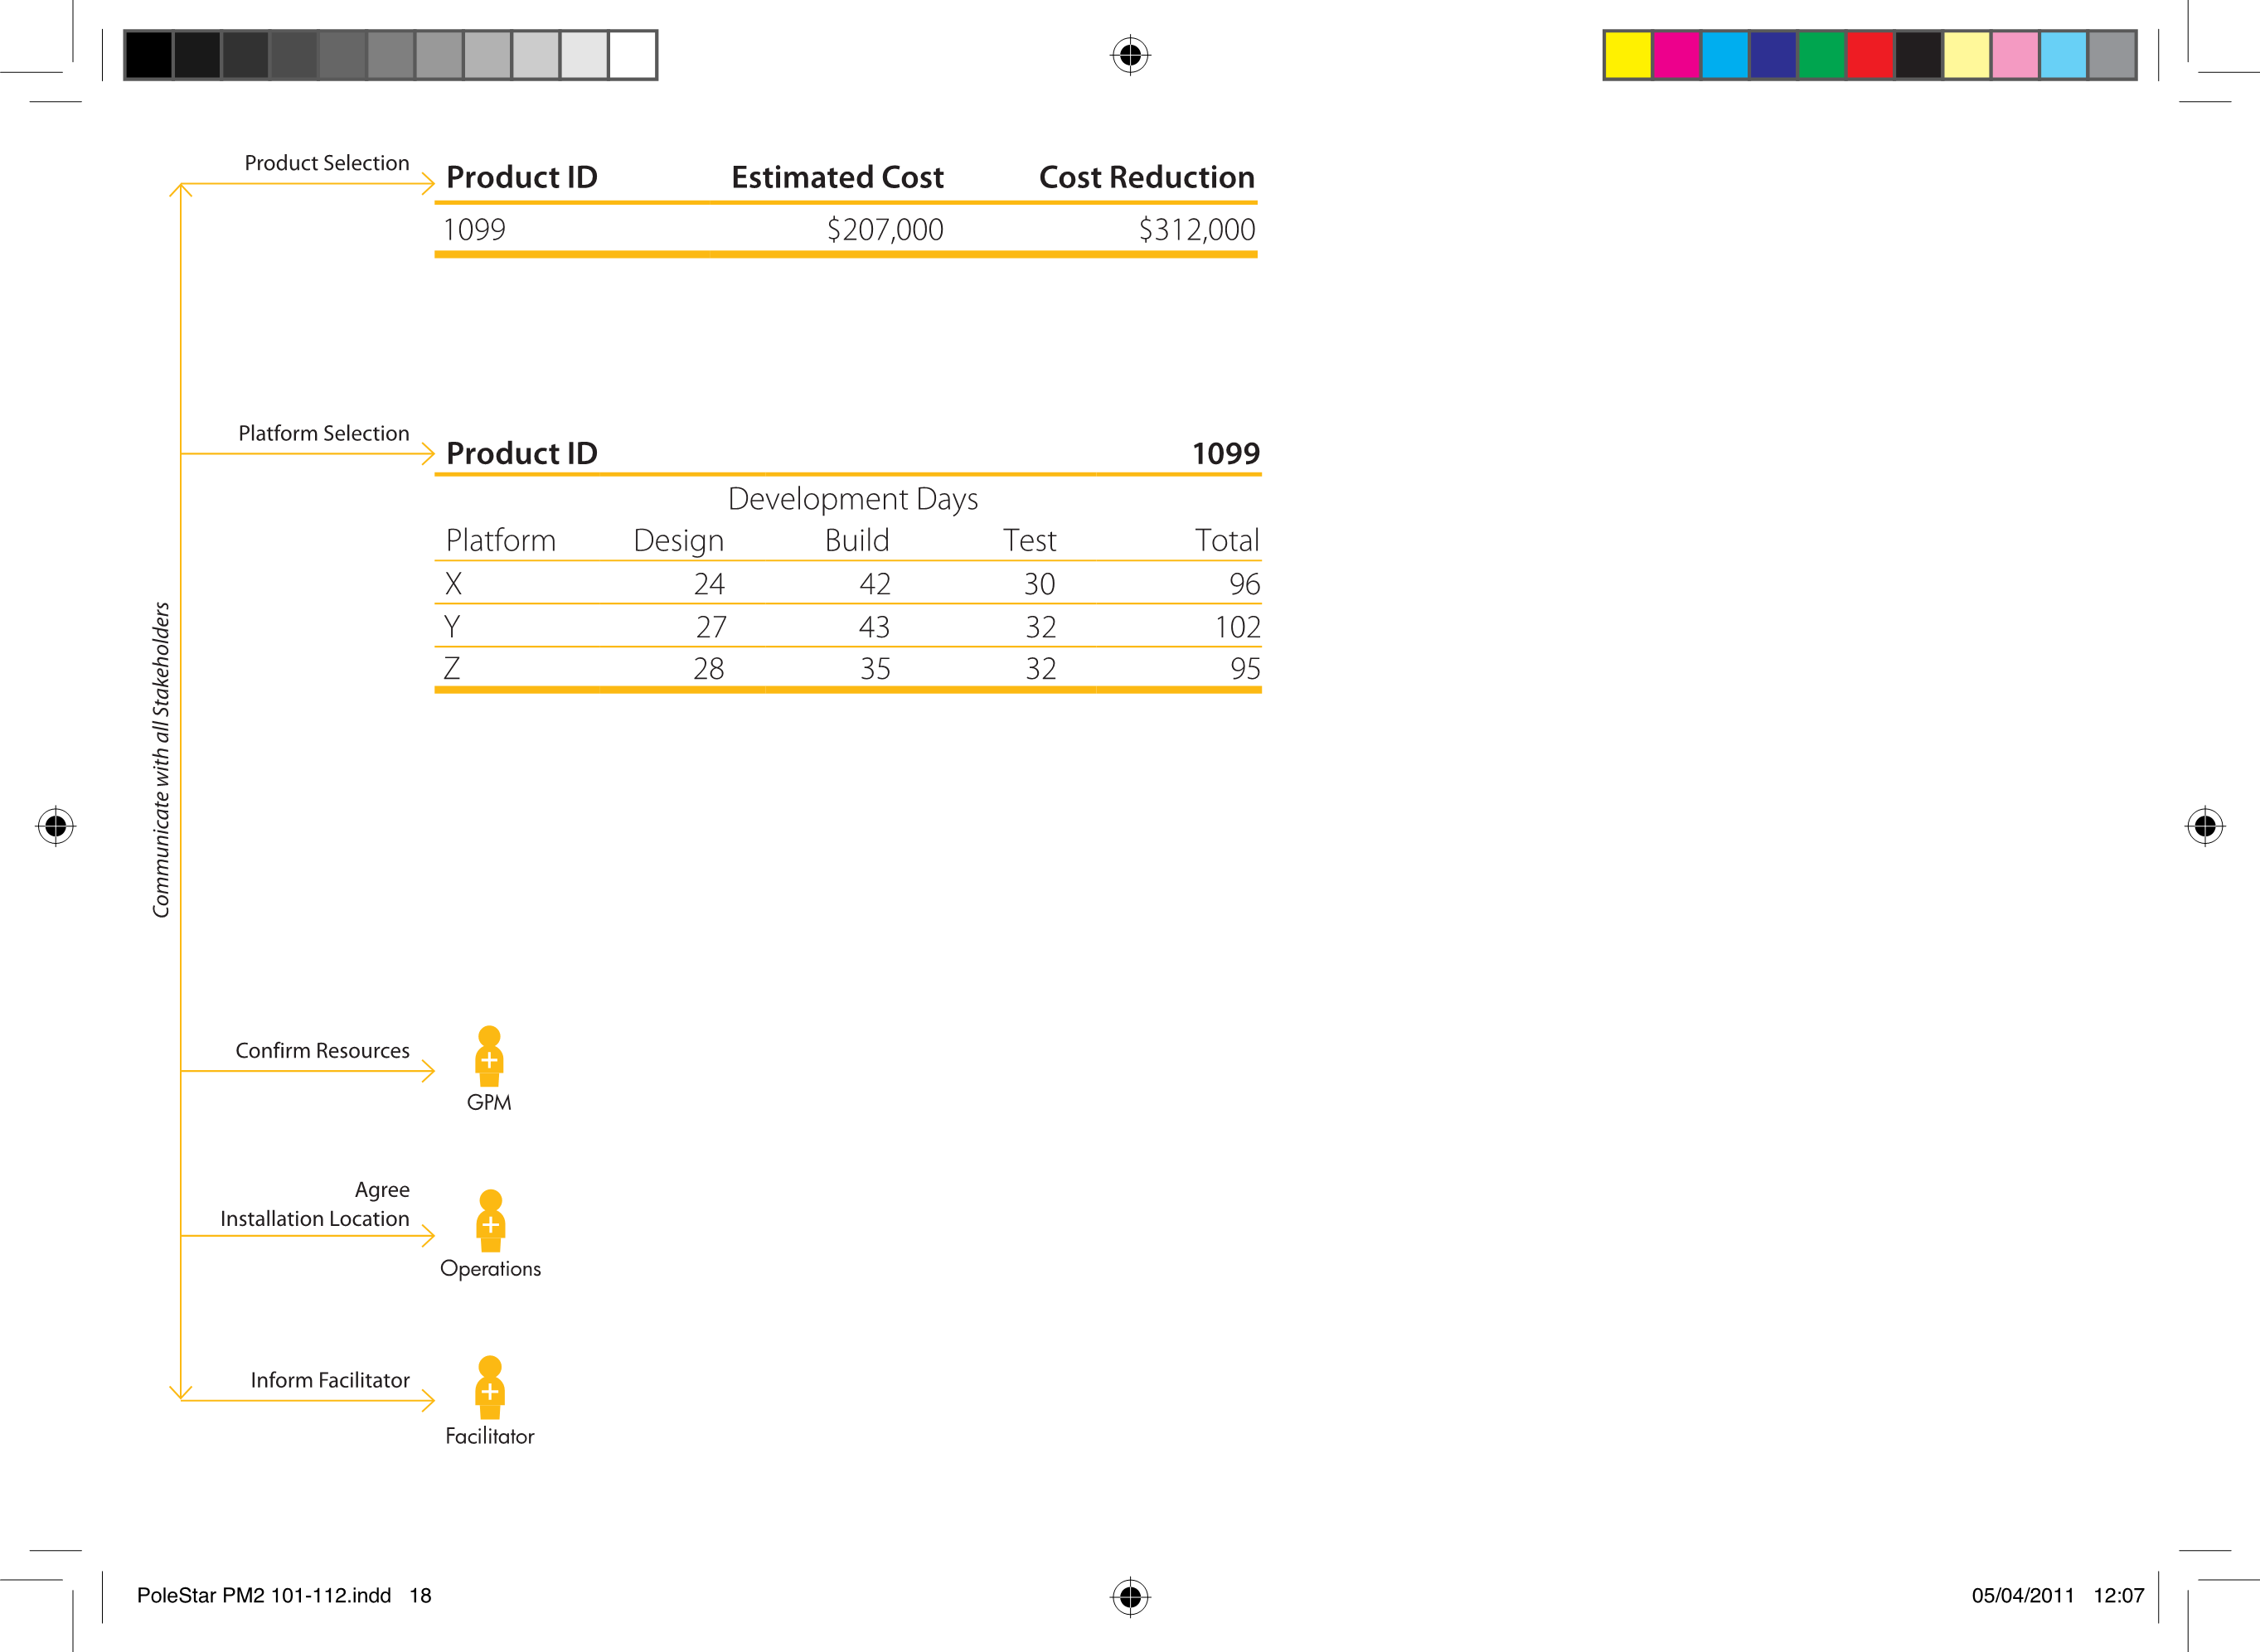 Product Selection
Product ID Estimated Cost Cost Reduction
1099 $207,000 $312,000
Platform Selection
Product ID 1099
Development Days
Platform Design Build Test Total
X 24 42 30 96
Y 27 43 32 102
Z 28 35 32 95
Communicate with all Stakeholders
Confirm Resources
GPM
Agree
Installation Location
Operations
Inform Facilitator
Facilitator
PoleStar PM2 101-112.indd 18
05/04/2011 12:07